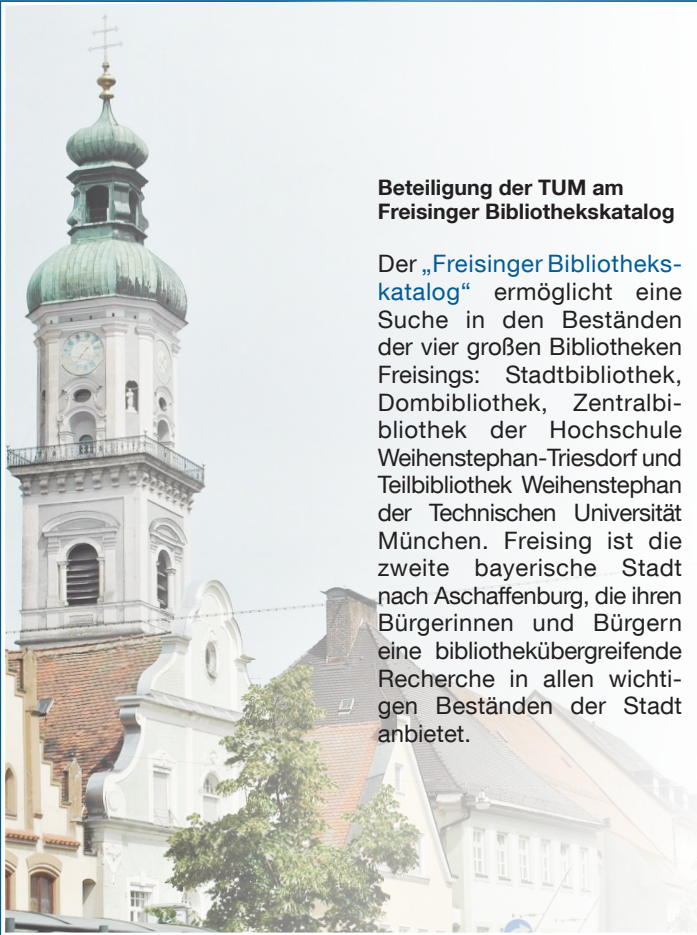 Beteiligung der TUM am
Freisinger Bibliothekskatalog
Der „Freisinger Bibliotheks-
katalog“ ermöglicht eine
Suche in den Beständen
der vier großen Bibliotheken
Freisings: Stadtbibliothek,
Dombibliothek, Zentralbi-
bliothek der Hochschule
Weihenstephan-Triesdorf und
Teilbibliothek Weihenstephan
der Technischen Universität
München. Freising ist die
zweite bayerische Stadt
nach Aschaffenburg, die ihren
Bürgerinnen und Bürgern
eine bibliothekübergreifende
Recherche in allen wichti-
gen Beständen der Stadt
anbietet.